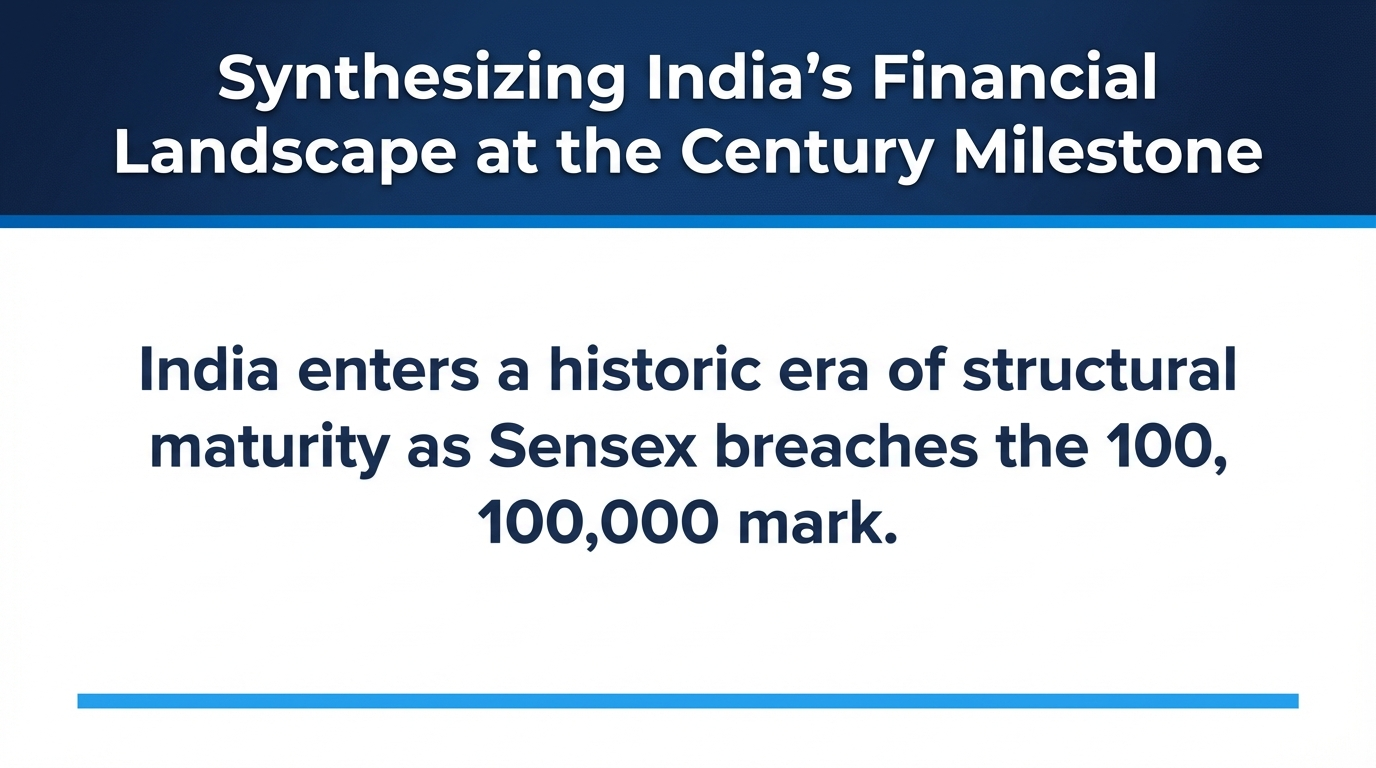 Synthesizing India’s Financial
Landscape at the Century Milestone
India enters a historic era of structural
maturity as Sensex breaches the 100,
100,000 mark.